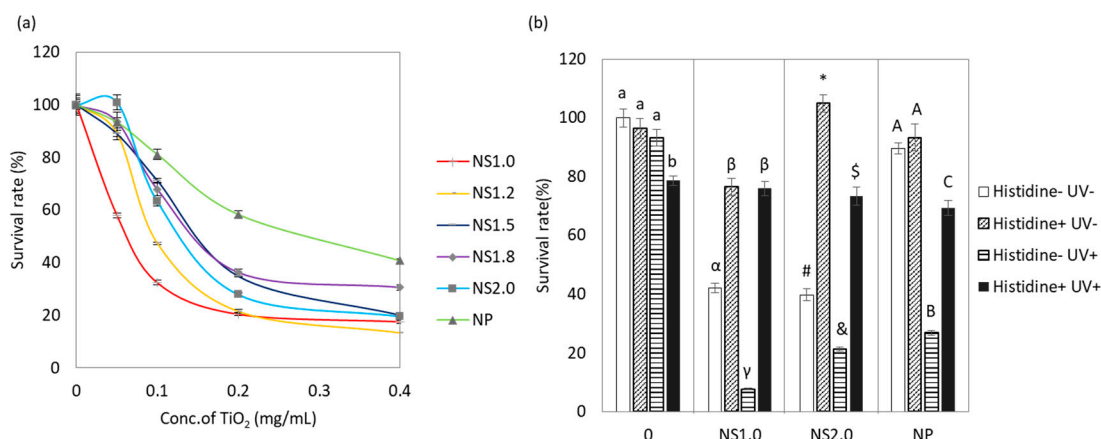 (a)
120
100
80
60
40
20
0
0
0.1
0.2
0.3
0.4
Survival rate (%)
Conc.of TiO2 (mg/mL)
NS1.0
NS1.2
NS1.5
NS1.8
NS2.0
NP
(b)
120
100
80
60
40
20
0
Survival rate(%)
a
a
a
b
α
β
γ
β
#
*
&
$
A
A
B
C
0
NS1.0
NS2.0
NP
Histidine- UV-
Histidine+ UV-
Histidine- UV+
Histidine+ UV+